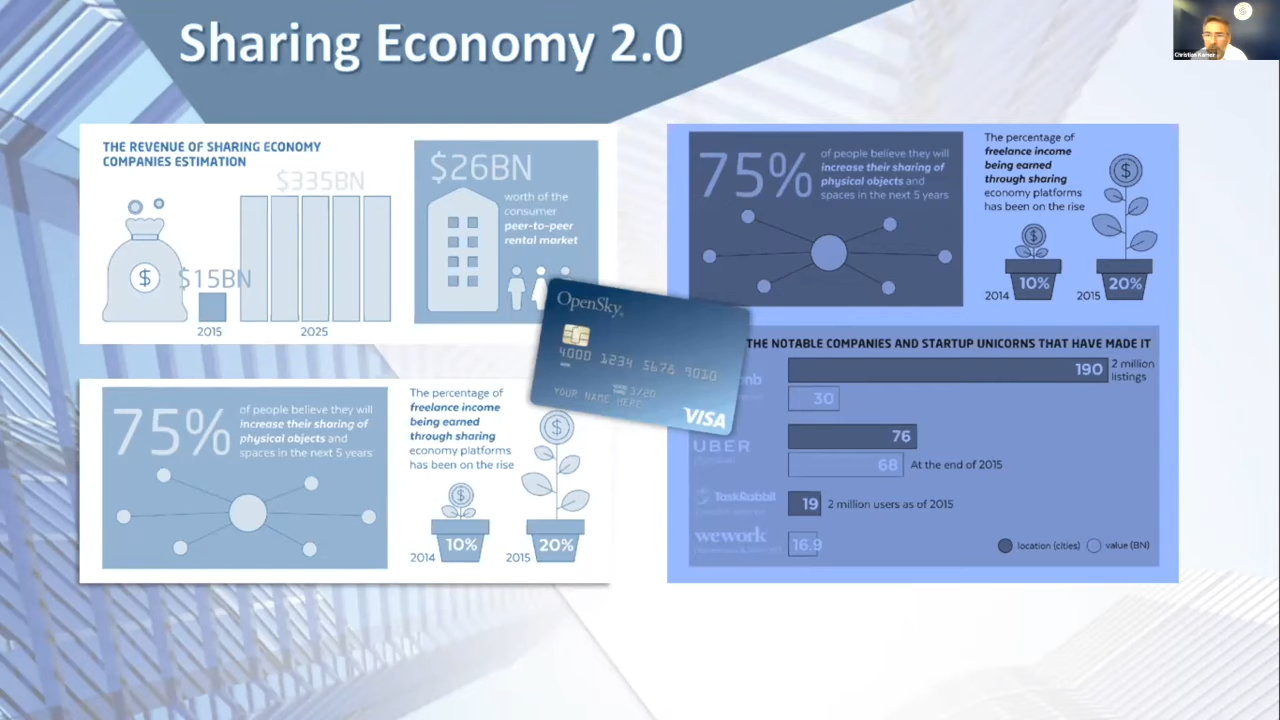 Sharing Economy 2.0
THE REVENUE OF SHARING ECONOMY
COMPANIES ESTIMATION
$335BN
$15BN
2015
2025
$26BN
worth of the
consumer
peer-to-peer
rental market
75%
of people believe they will
increase their sharing of
physical objects and
spaces in the next 5 years
The percentage of
freelance income
being earned
through sharing
economy platforms
has been on the rise
2014
10%
2015
20%
OpenSky
4000 1234 5678 9010
YOUR NAME HERE
VISA
75%
of people believe they will
increase their sharing of
physical objects and
spaces in the next 5 years
The percentage of
freelance income
being earned
through sharing
economy platforms
has been on the rise
2014
10%
2015
20%
THE NOTABLE COMPANIES AND STARTUP UNICORNS THAT HAVE MADE IT
nb
190
2 million
listings
30
UBER
76
68
At the end of 2015
TaskRabbit
19
2 million users as of 2015
wework
16.9
location (cities)
value (BN)